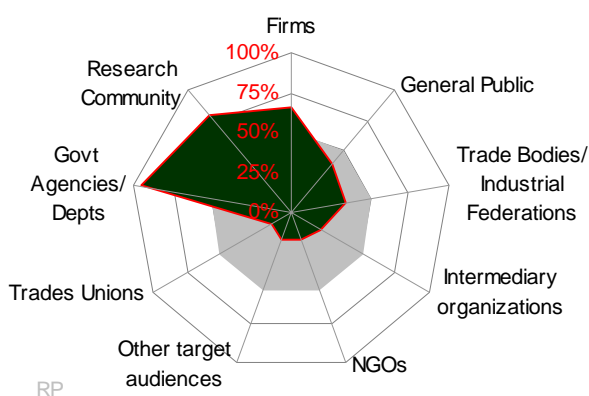 Firms
100%
75%
50%
25%
0%
General Public
Trade Bodies/
Industrial
Federations
Intermediary
organizations
NGOs
Other target
audiences
Trades Unions
Govt
Agencies/
Depts
Research
Community
RP